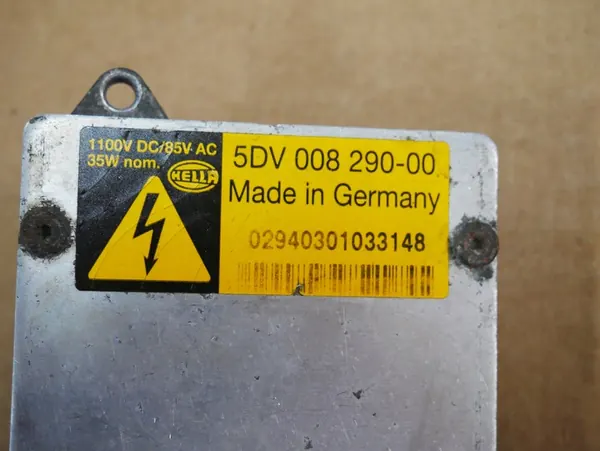 1100V DC/85V AC
35W nom.
HELLA
5DV 008 290-00
Made in Germany
02940301033148